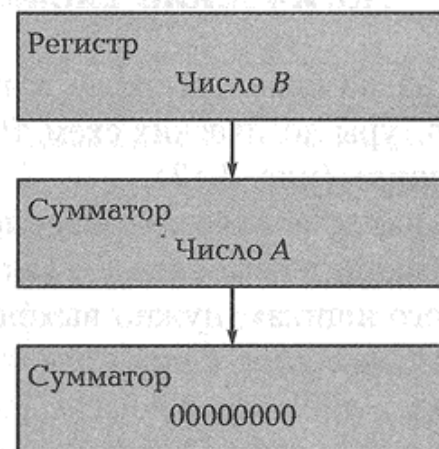 Регистр
Число B
Сумматор
Число A
Сумматор
00000000